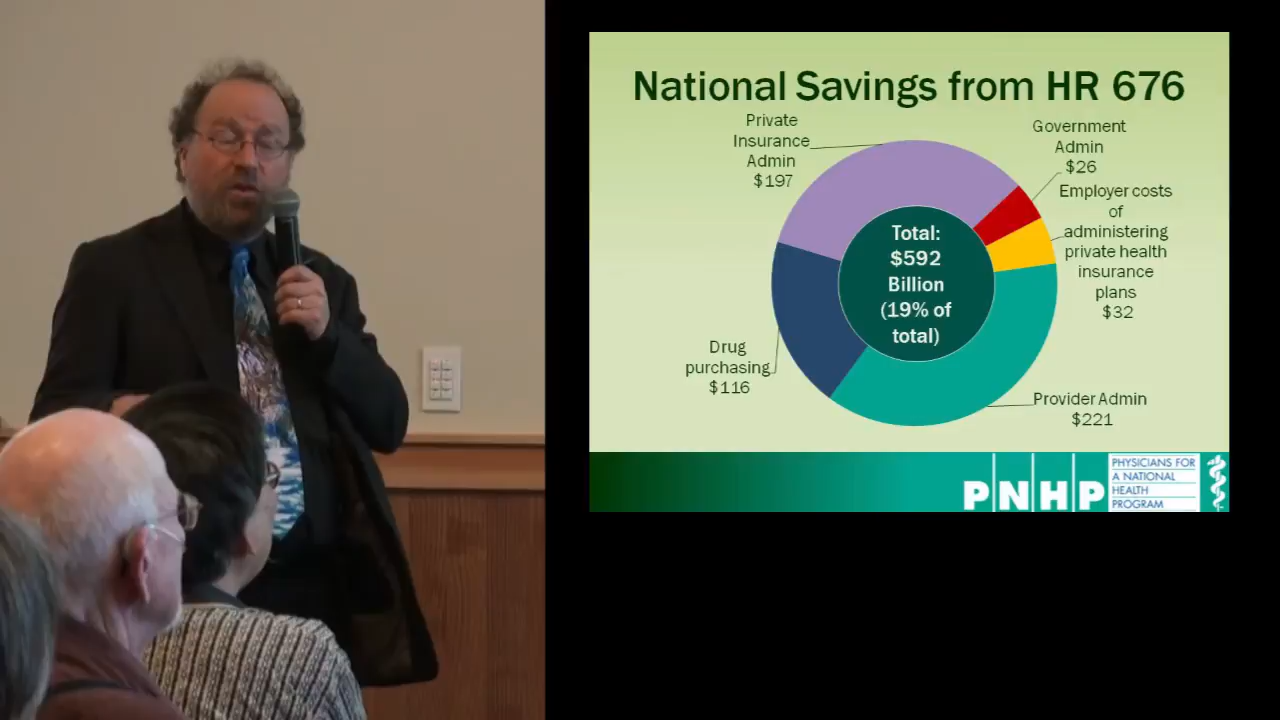 National Savings from HR 676
Private
Insurance
Admin
$197
Government
Admin
$26
Employer costs
of
administering
private health
insurance
plans
$32
Total:
$592
Billion
(19% of
total)
Drug
purchasing
$116
Provider Admin
$221
PNHP
PHYSICIANS FOR
A NATIONAL
HEALTH
PROGRAM